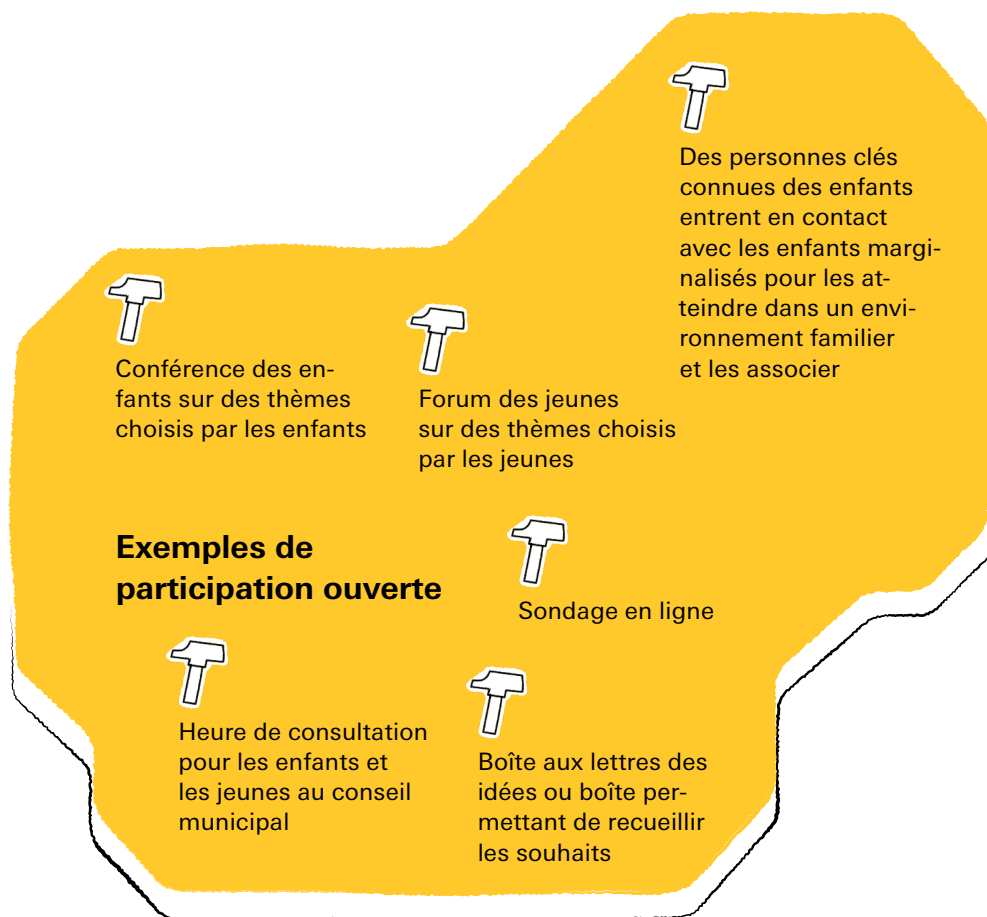 Des personnes clés
connues des enfants
entrent en contact
avec les enfants margi-
nalisés pour les at-
teindre dans un envi-
ronnement familier
et les associer
Conférence des en-
fants sur des thèmes
choisis par les enfants
Forum des jeunes
sur des thèmes choisis
par les jeunes
Exemples de
participation ouverte
Sondage en ligne
Heure de consultation
pour les enfants et
les jeunes au conseil
municipal
Boîte aux lettres des
idées ou boîte per-
mettant de recueillir
les souhaits